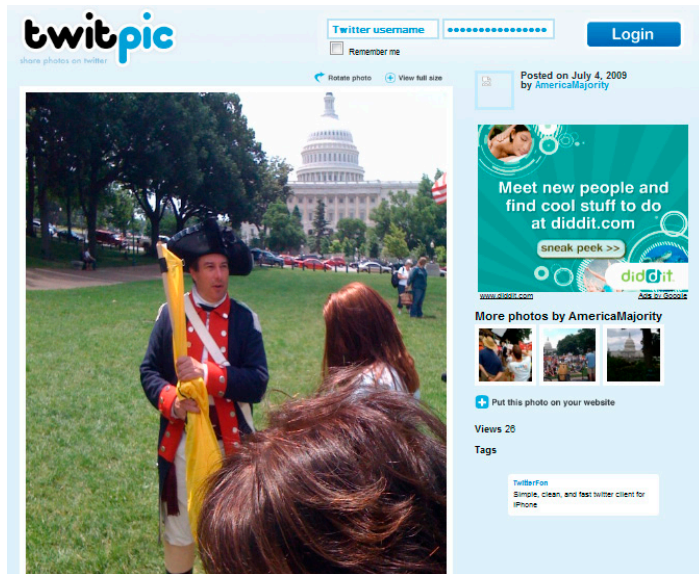 twitpic
share photos on twitter
Twitter username
Remember me
Login
Rotate photo
View full size
Posted on July 4, 2009
by AmericaMajority
Meet new people and
find cool stuff to do
at diddit.com
sneak peek >>
diddit
www.diddit.com
Ads by Google
More photos by AmericaMajority
Put this photo on your website
Views 26
Tags
TwitterFon
Simple, clean, and fast twitter client for
iPhone